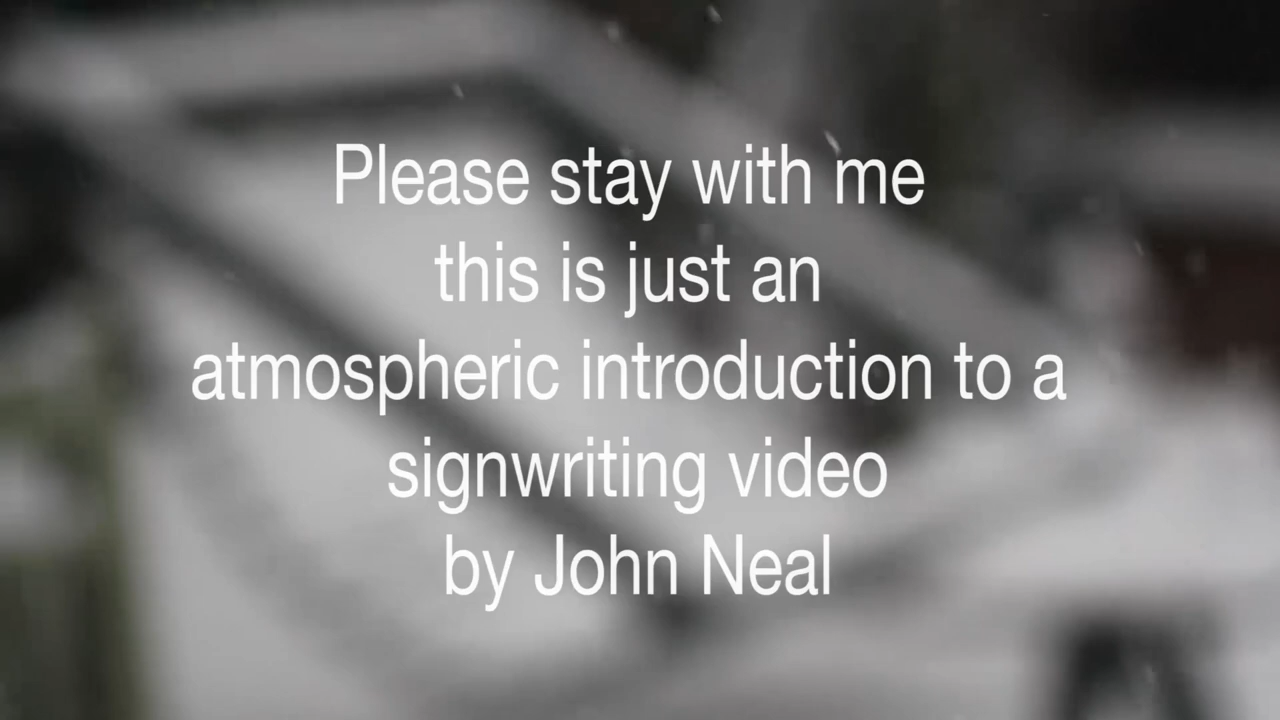 Please stay with me
this is just an
atmospheric introduction to a
signwriting video
by John Neal